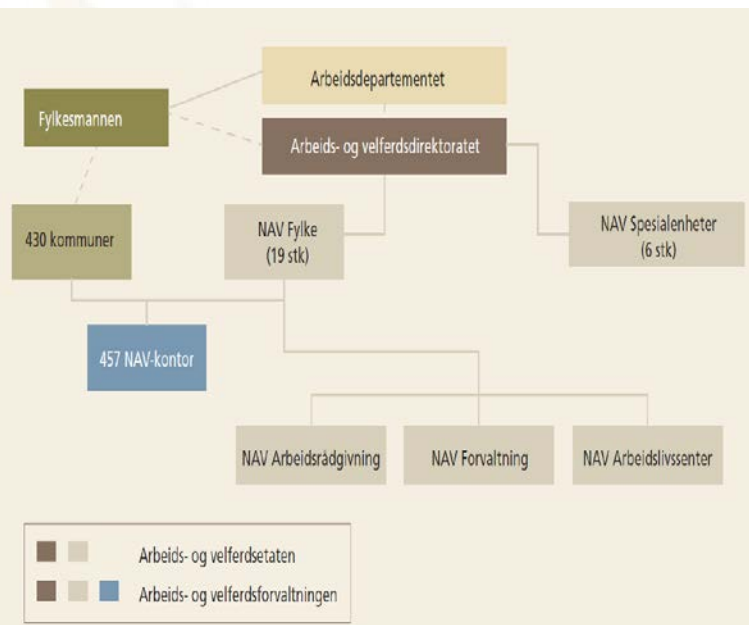 Arbeidsdepartementet
Fylkesmannen
Arbeids- og velferdsdirektoratet
430 kommuner
NAV Fylke
(19 stk)
NAV Spesialenheter
(6 stk)
457 NAV-kontor
NAV Arbeidsrådgivning
NAV Forvaltning
NAV Arbeidslivssenter
Arbeids- og velferdsetaten
Arbeids- og velferdsforvaltningen